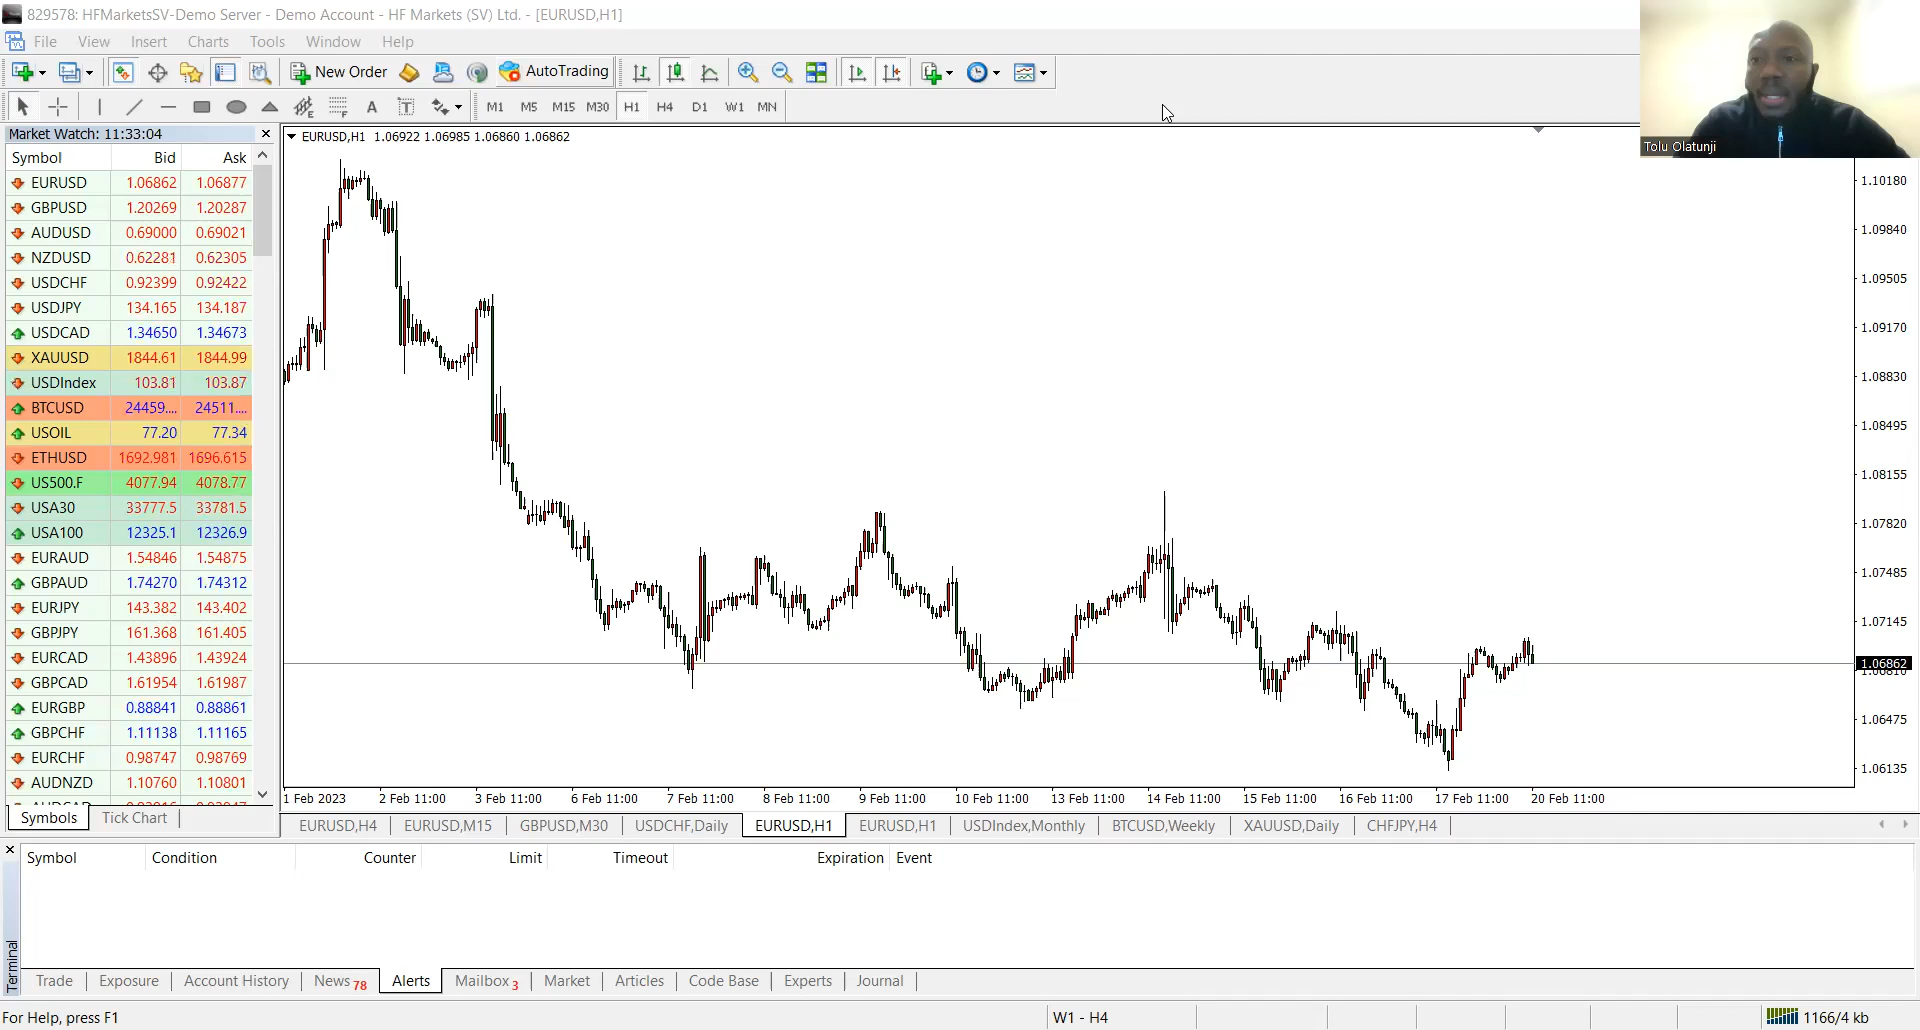 829578: HFMarketsSV-Demo Server - Demo Account - HF Markets (SV) Ltd. - [EURUSD,H1]
File View Insert Charts Tools Window Help
New Order AutoTrading
A T M1 M5 M15 M30 H1 H4 D1 W1 MN
Tolu Olatunji
Market Watch: 11:33:04
Symbol Bid Ask
EURUSD 1.06862 1.06877
GBPUSD 1.20269 1.20287
AUDUSD 0.69000 0.69021
NZDUSD 0.62281 0.62305
USDCHF 0.92399 0.92422
USDJPY 134.165 134.187
USDCAD 1.34650 1.34673
XAUUSD 1844.61 1844.99
USDIndex 103.81 103.87
BTCUSD 24459.... 24511....
USOIL 77.20 77.34
ETHUSD 1692.981 1696.615
US500.F 4077.94 4078.77
USA30 33777.5 33781.5
USA100 12325.1 12326.9
EURAUD 1.54846 1.54875
GBPAUD 1.74270 1.74312
EURJPY 143.382 143.402
GBPJPY 161.368 161.405
EURCAD 1.43896 1.43924
GBPCAD 1.61954 1.61987
EURGBP 0.88841 0.88861
GBPCHF 1.11138 1.11165
EURCHF 0.98747 0.98769
AUDNZD 1.10760 1.10801
Symbols Tick Chart
EURUSD,H1 1.06922 1.06985 1.06860 1.06862
1.10180
1.09840
1.09505
1.09170
1.08830
1.08495
1.08155
1.07820
1.07485
1.07145
1.06862
1.06810
1.06475
1.06135
1 Feb 2023 2 Feb 11:00 3 Feb 11:00 6 Feb 11:00 7 Feb 11:00 8 Feb 11:00 9 Feb 11:00 10 Feb 11:00 13 Feb 11:00 14 Feb 11:00 15 Feb 11:00 16 Feb 11:00 17 Feb 11:00 20 Feb 11:00
EURUSD,H4 EURUSD,M15 GBPUSD,M30 USDCHF,Daily EURUSD,H1 EURUSD,H1 USDIndex,Monthly BTCUSD,Weekly XAUUSD,Daily CHFJPY,H4
Symbol Condition Counter Limit Timeout Expiration Event
Terminal
Trade Exposure Account History News 78 Alerts Mailbox 3 Market Articles Code Base Experts Journal
For Help, press F1 W1 - H4 1166/4 kb